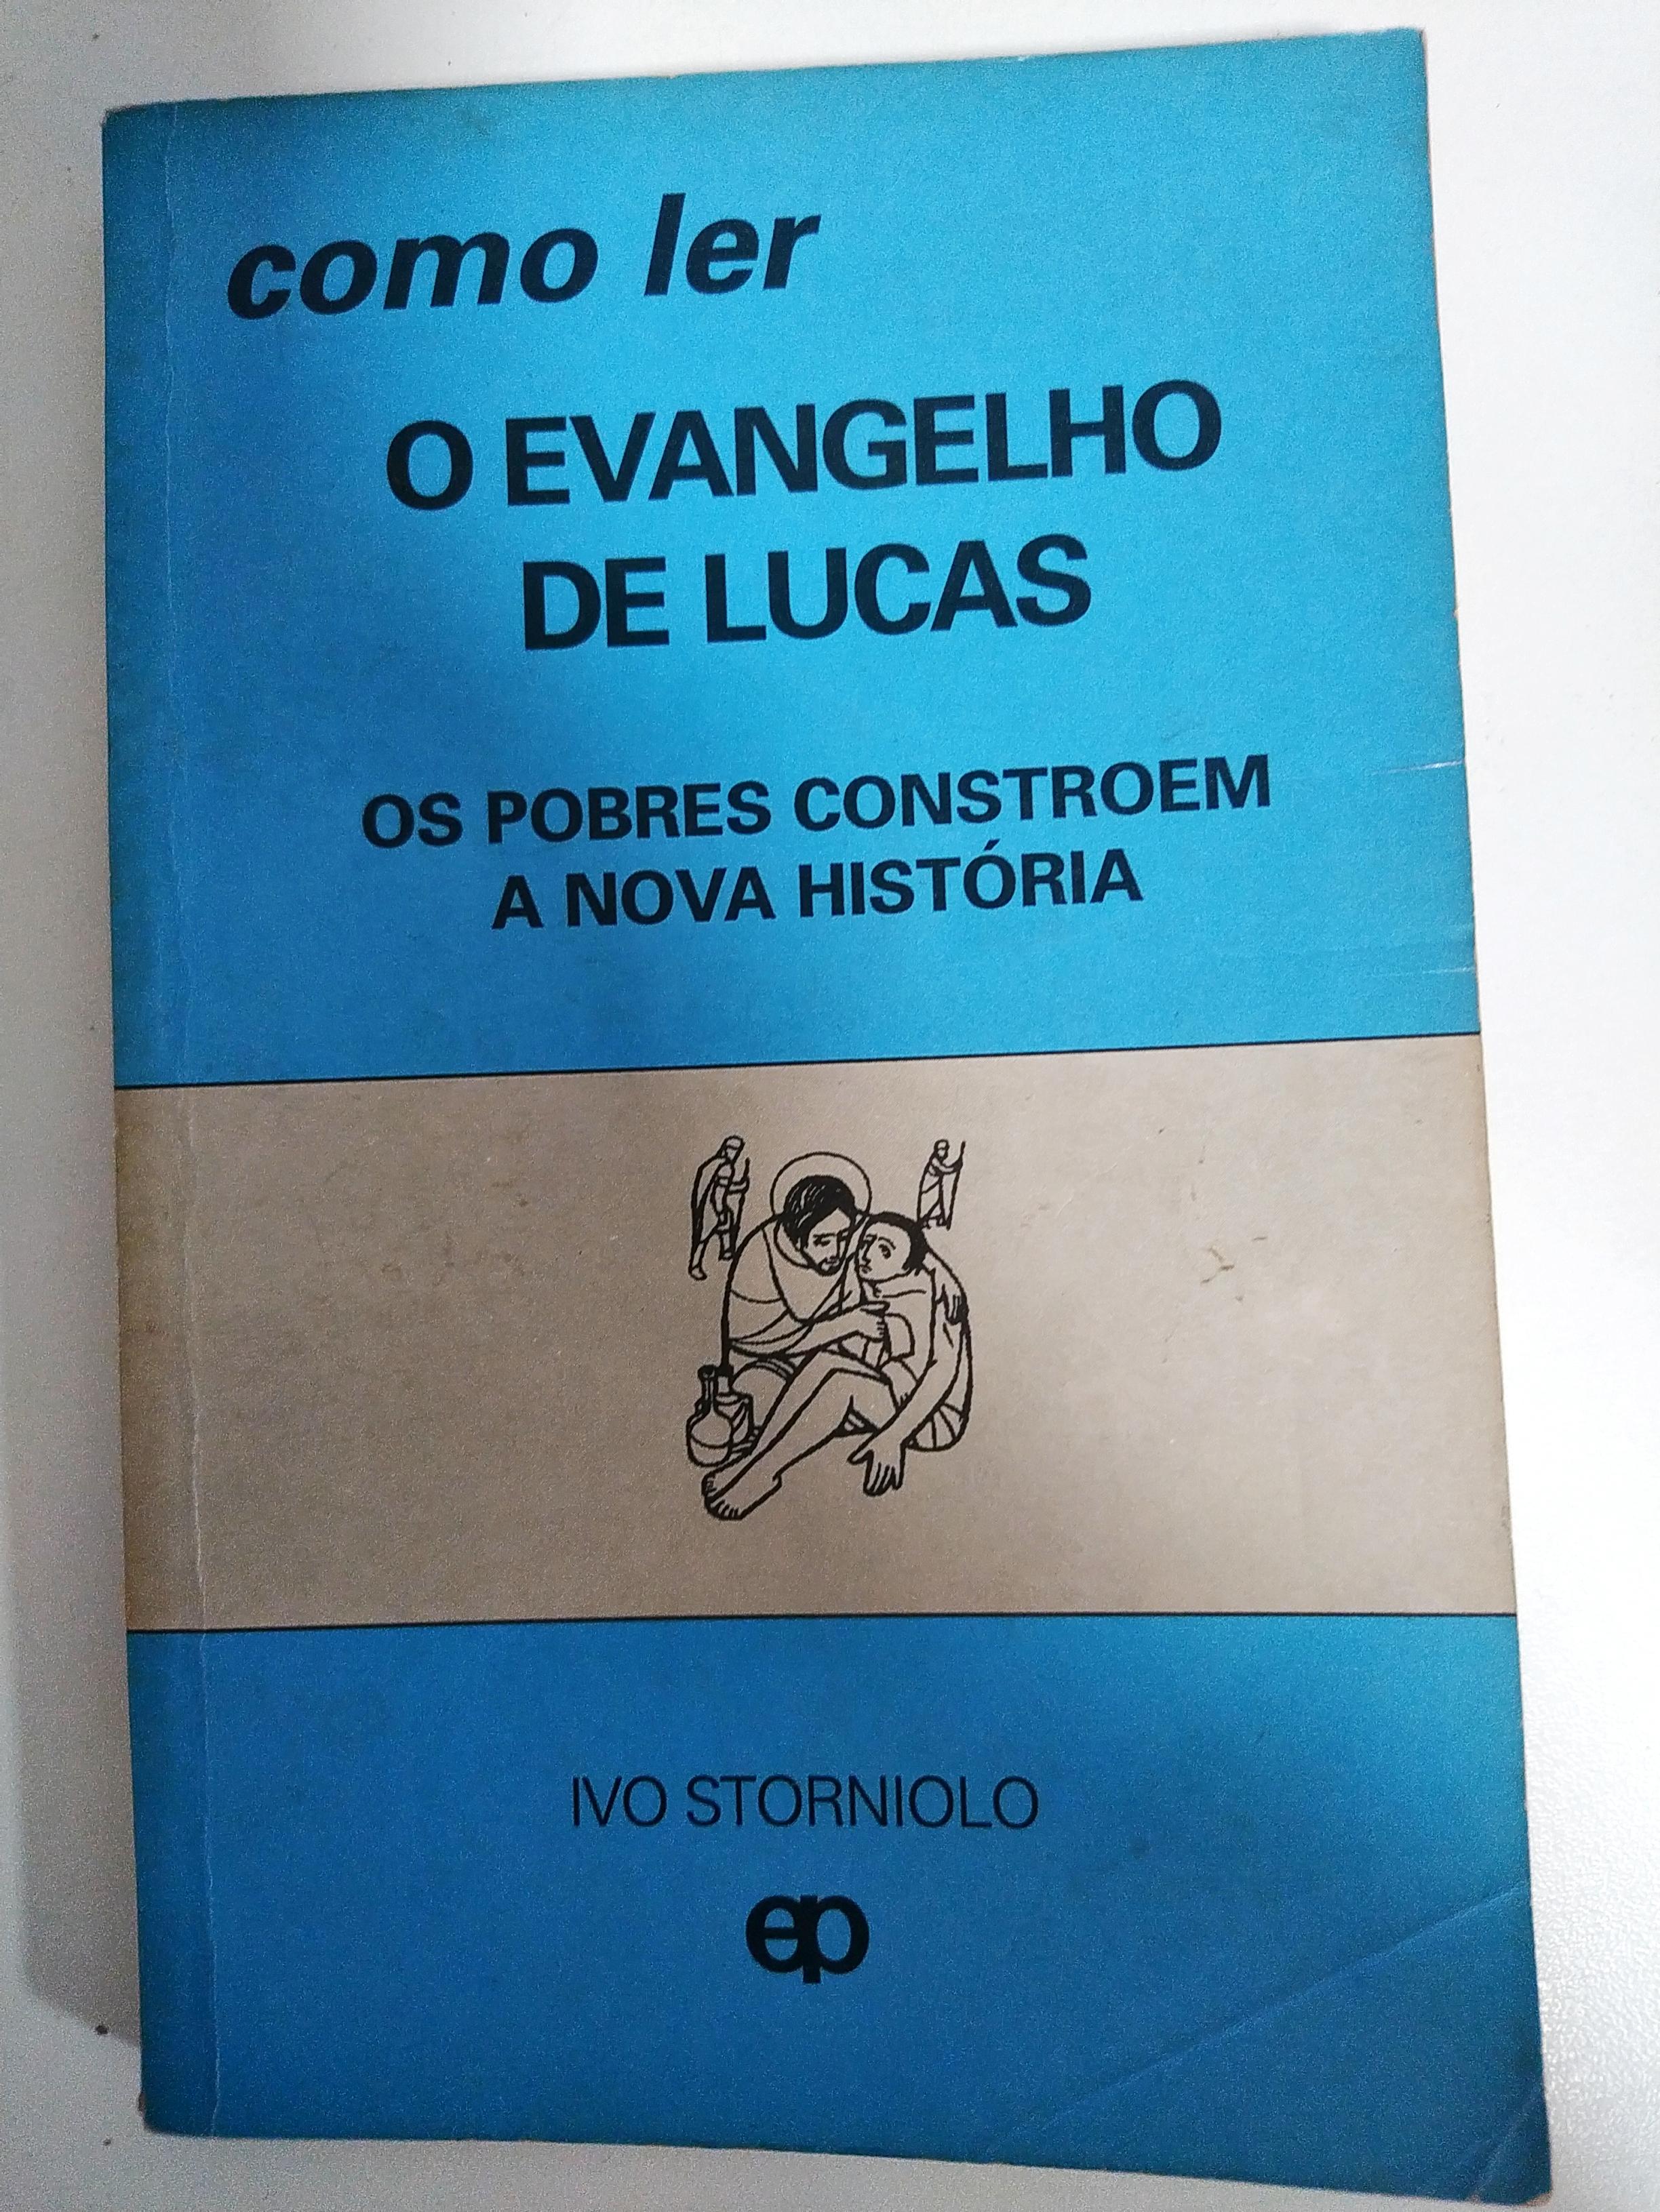 como ler
O EVANGELHO
DE LUCAS
OS POBRES CONSTROEM
A NOVA HISTÓRIA
IVO STORNIOLO
ep